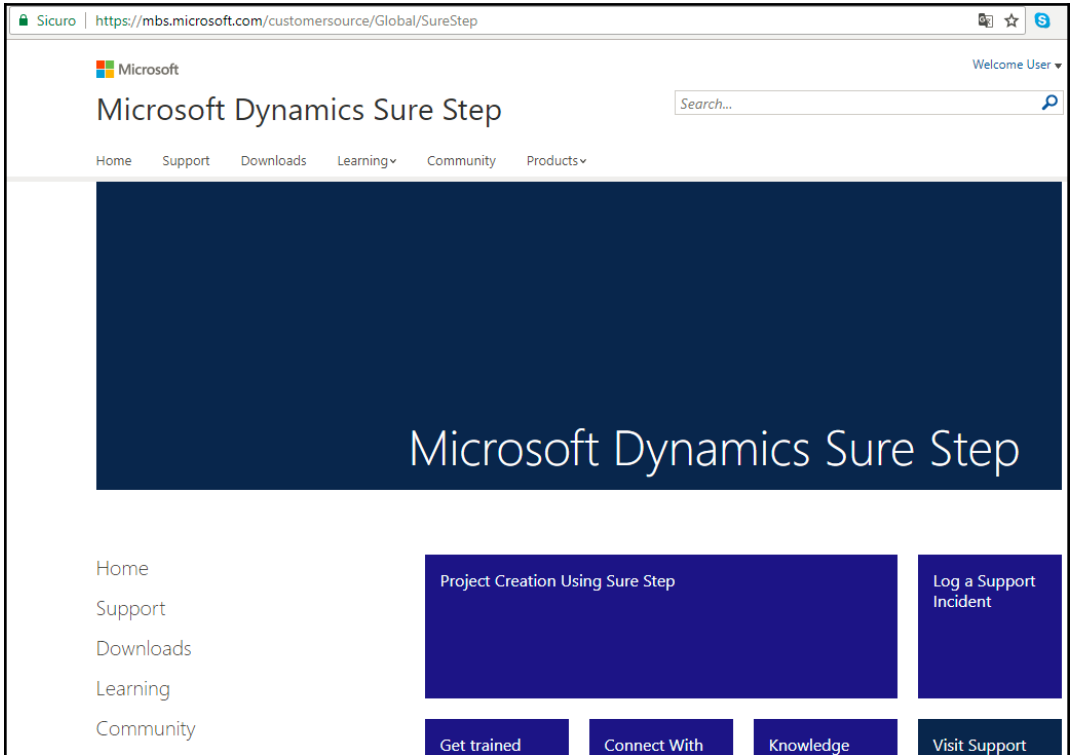 Sicuro | https://mbs.microsoft.com/customersource/Global/SureStep
Microsoft
Welcome User
Microsoft Dynamics Sure Step
Search...
Home Support Downloads Learning Community Products
Microsoft Dynamics Sure Step
Home
Support
Downloads
Learning
Community
Project Creation Using Sure Step
Log a Support
Incident
Get trained
Connect With
Knowledge
Visit Support